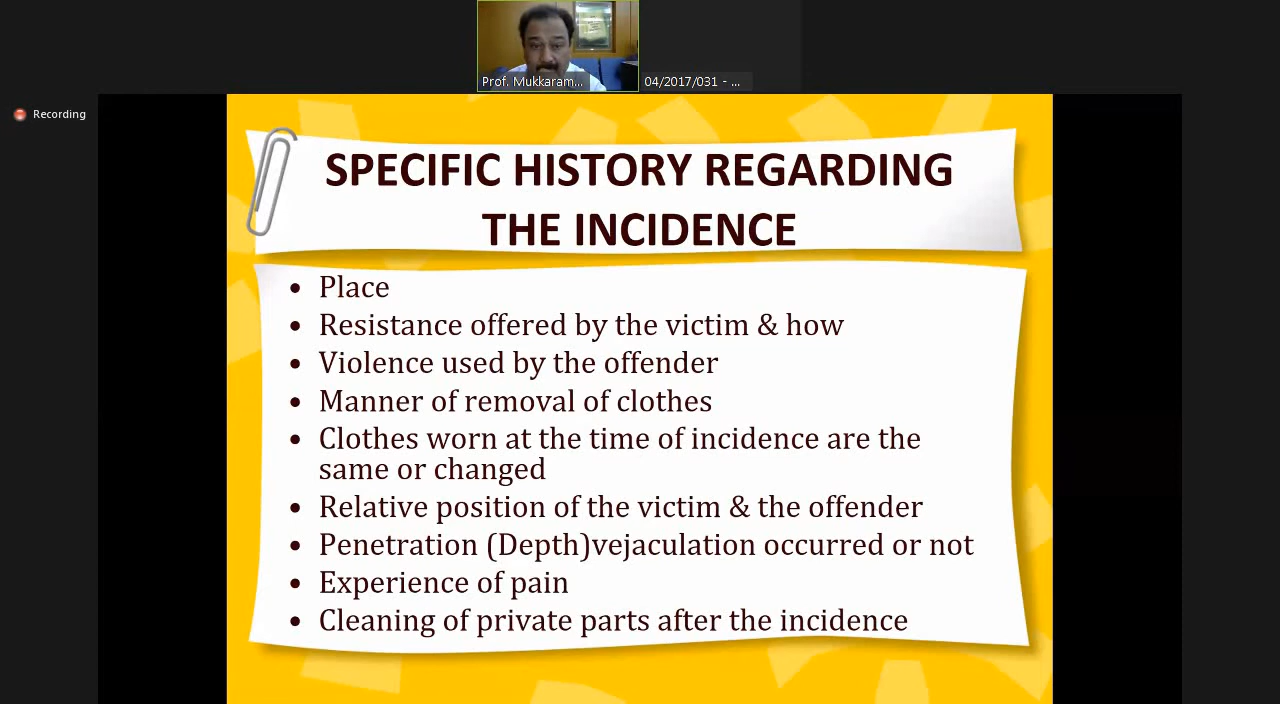 Prof. Mukkaram...
04/2017/031 - ...
Recording
SPECIFIC HISTORY REGARDING
THE INCIDENCE
• Place
• Resistance offered by the victim & how
• Violence used by the offender
• Manner of removal of clothes
• Clothes worn at the time of incidence are the
same or changed
• Relative position of the victim & the offender
• Penetration (Depth)vejaculation occurred or not
• Experience of pain
• Cleaning of private parts after the incidence